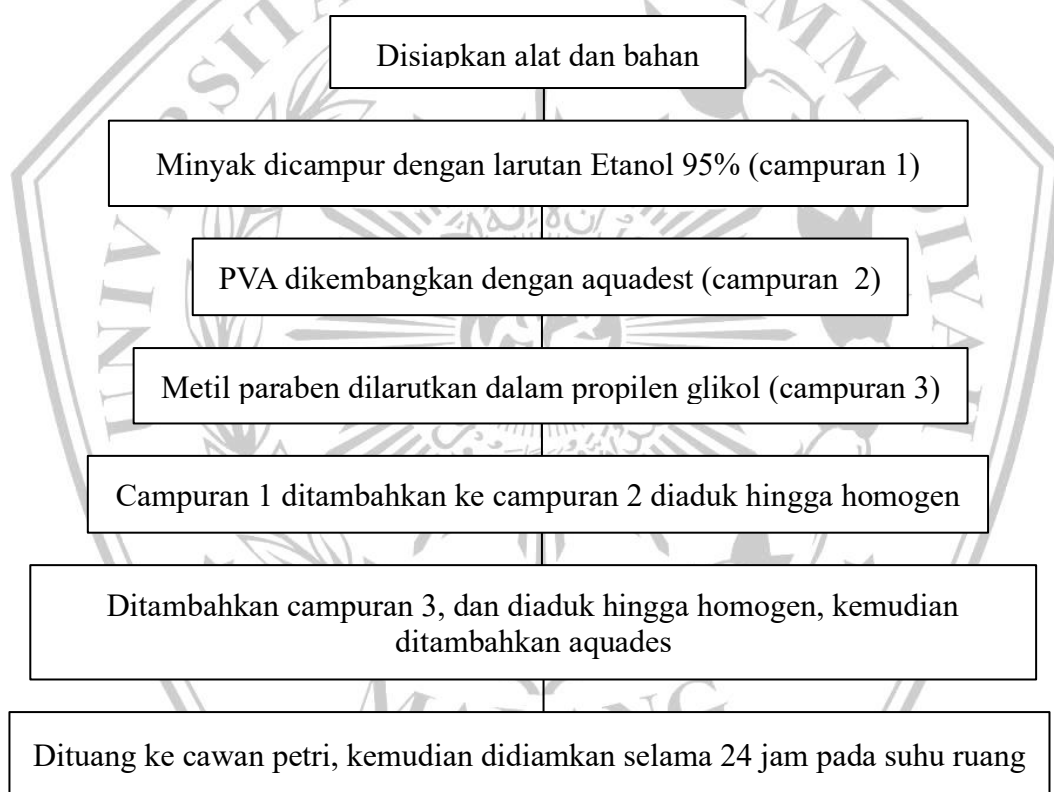 Disiapkan alat dan bahan
Minyak dicampur dengan larutan Etanol 95% (campuran 1)
PVA dikembangkan dengan aquadest (campuran  2)
Metil paraben dilarutkan dalam propilen glikol (campuran 3)
Campuran 1 ditambahkan ke campuran 2 diaduk hingga homogen
Ditambahkan campuran 3, dan diaduk hingga homogen, kemudian
ditambahkan aquades
Dituang ke cawan petri, kemudian didiamkan selama 24 jam pada suhu ruang